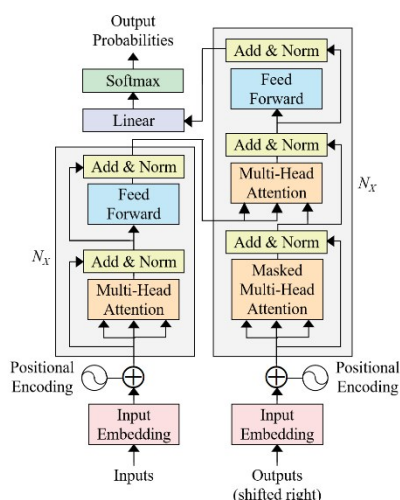 Output
Probabilities
Softmax
Linear
Add & Norm
Feed
Forward
Add & Norm
Multi-Head
Attention
N_X
Positional
Encoding
Input
Embedding
Inputs
Add & Norm
Feed
Forward
Add & Norm
Multi-Head
Attention
N_X
Add & Norm
Masked
Multi-Head
Attention
Positional
Encoding
Input
Embedding
Outputs
(shifted right)